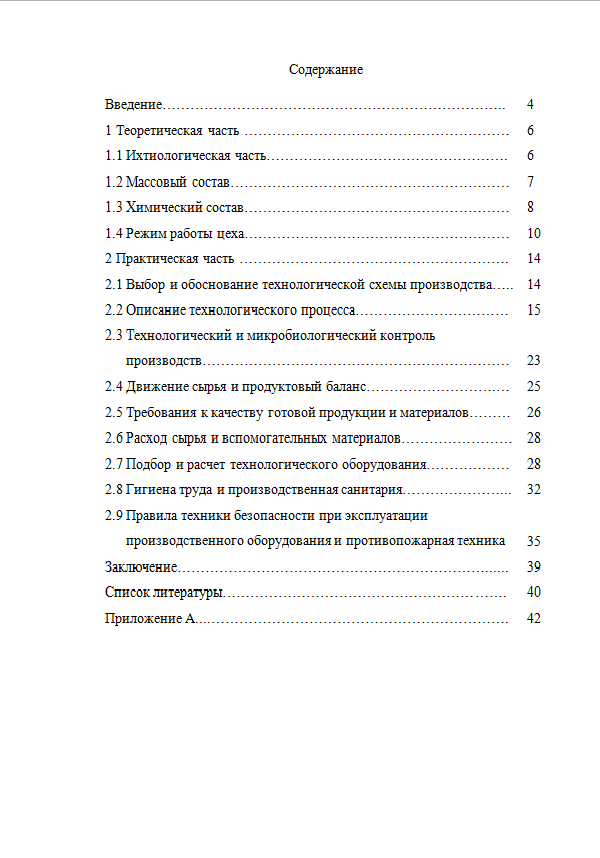 Содержание
Введение……………………………………………………………….. 4
1 Теоретическая часть ………………………………………………… 6
1.1 Ихтиологическая часть……………………………………………. 6
1.2 Массовый состав…………………………………………………… 7
1.3 Химический состав………………………………………………… 8
1.4 Режим работы цеха………………………………………………… 10
2 Практическая часть …………………………………………………. 14
2.1 Выбор и обоснование технологической схемы производства….. 14
2.2 Описание технологического процесса…………………………… 15
2.3 Технологический и микробиологический контроль
производств………………………………………………………… 23
2.4 Движение сырья и продуктовый баланс………………………… 25
2.5 Требования к качеству готовой продукции и материалов……… 26
2.6 Расход сырья и вспомогательных материалов…………………… 28
2.7 Подбор и расчет технологического оборудования……………… 28
2.8 Гигиена труда и производственная санитария…………………... 32
2.9 Правила техники безопасности при эксплуатации
производственного оборудования и противопожарная техника 35
Заключение……………………………………………………………... 39
Список литературы……………………………………………………. 40
Приложение А...………………………………………………………. 42